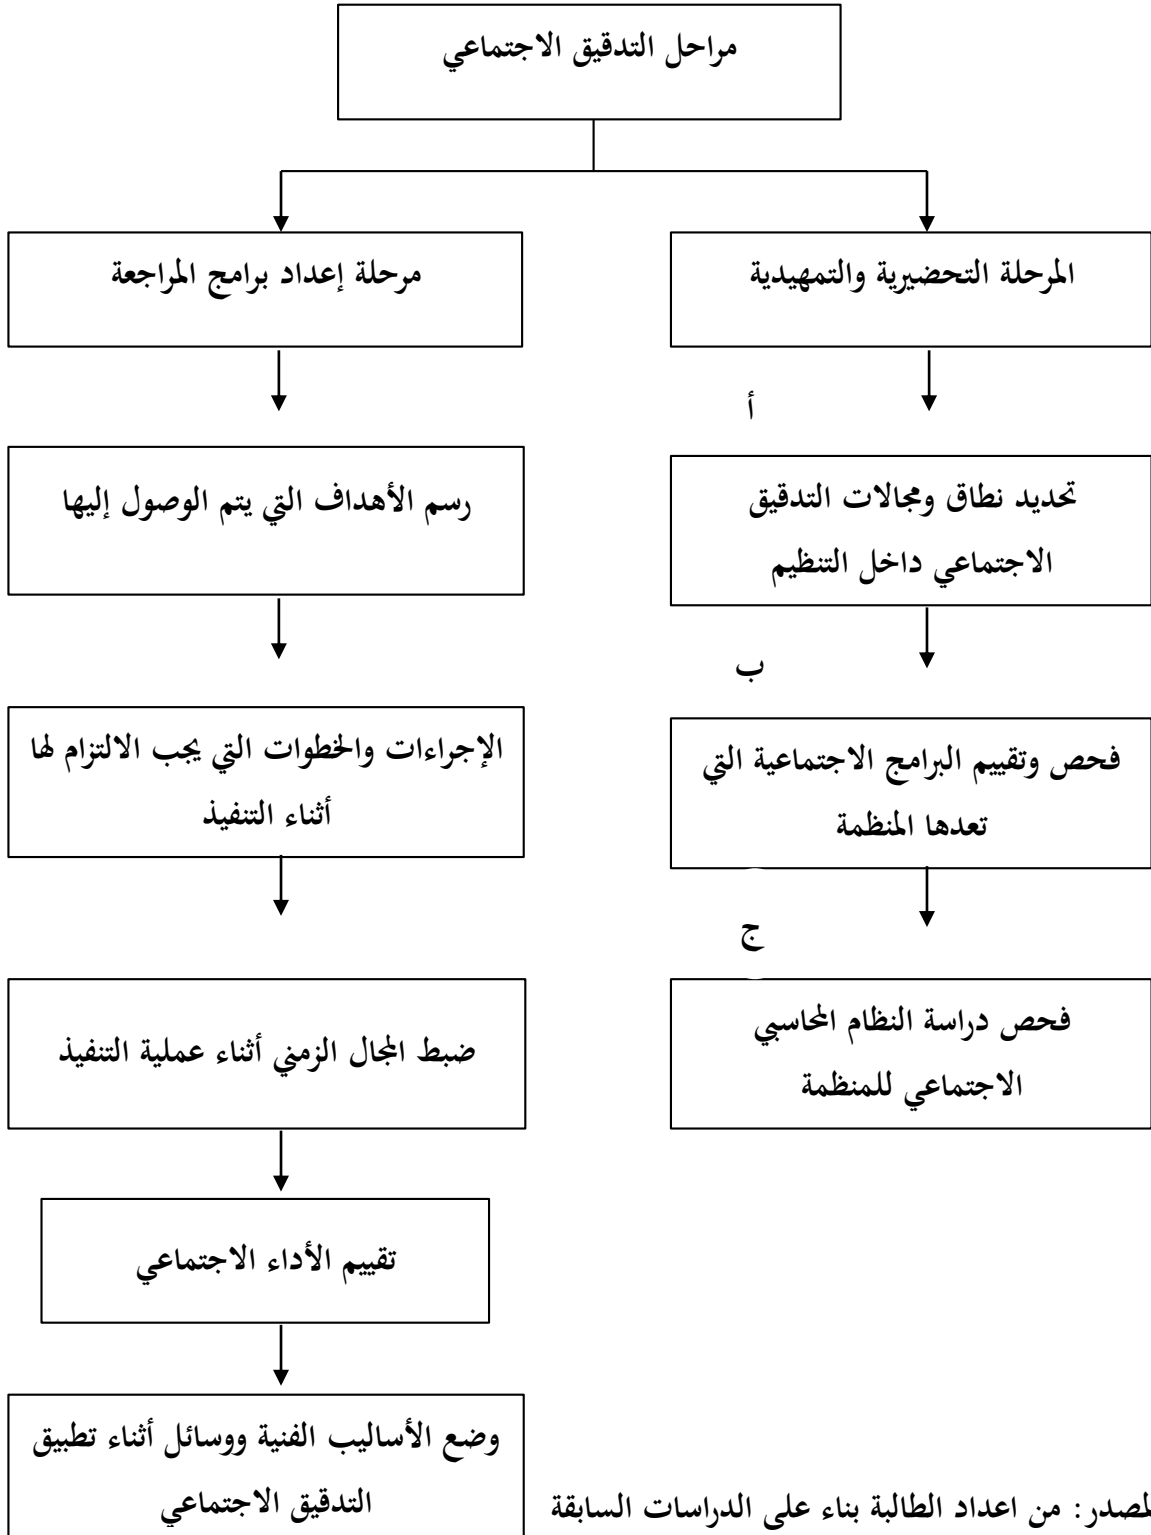 مراحل التدقيق الاجتماعي
المرحلة التحضيرية والتمهيدية
أ
تحديد نطاق ومجالات التدقيق
الاجتماعي داخل التنظيم
ب
فحص وتقييم البرامج الاجتماعية التي
تعدها المنظمة
ج
فحص دراسة النظام المحاسبي
الاجتماعي للمنظمة
مرحلة إعداد برامج المراجعة
رسم الأهداف التي يتم الوصول إليها
الإجراءات والخطوات التي يجب الالتزام لها
أثناء التنفيذ
ضبط المجال الزمني أثناء عملية التنفيذ
تقييم الأداء الاجتماعي
وضع الأساليب الفنية ووسائل أثناء تطبيق
التدقيق الاجتماعي
لمصدر: من اعداد الطالبة بناء على الدراسات السابقة